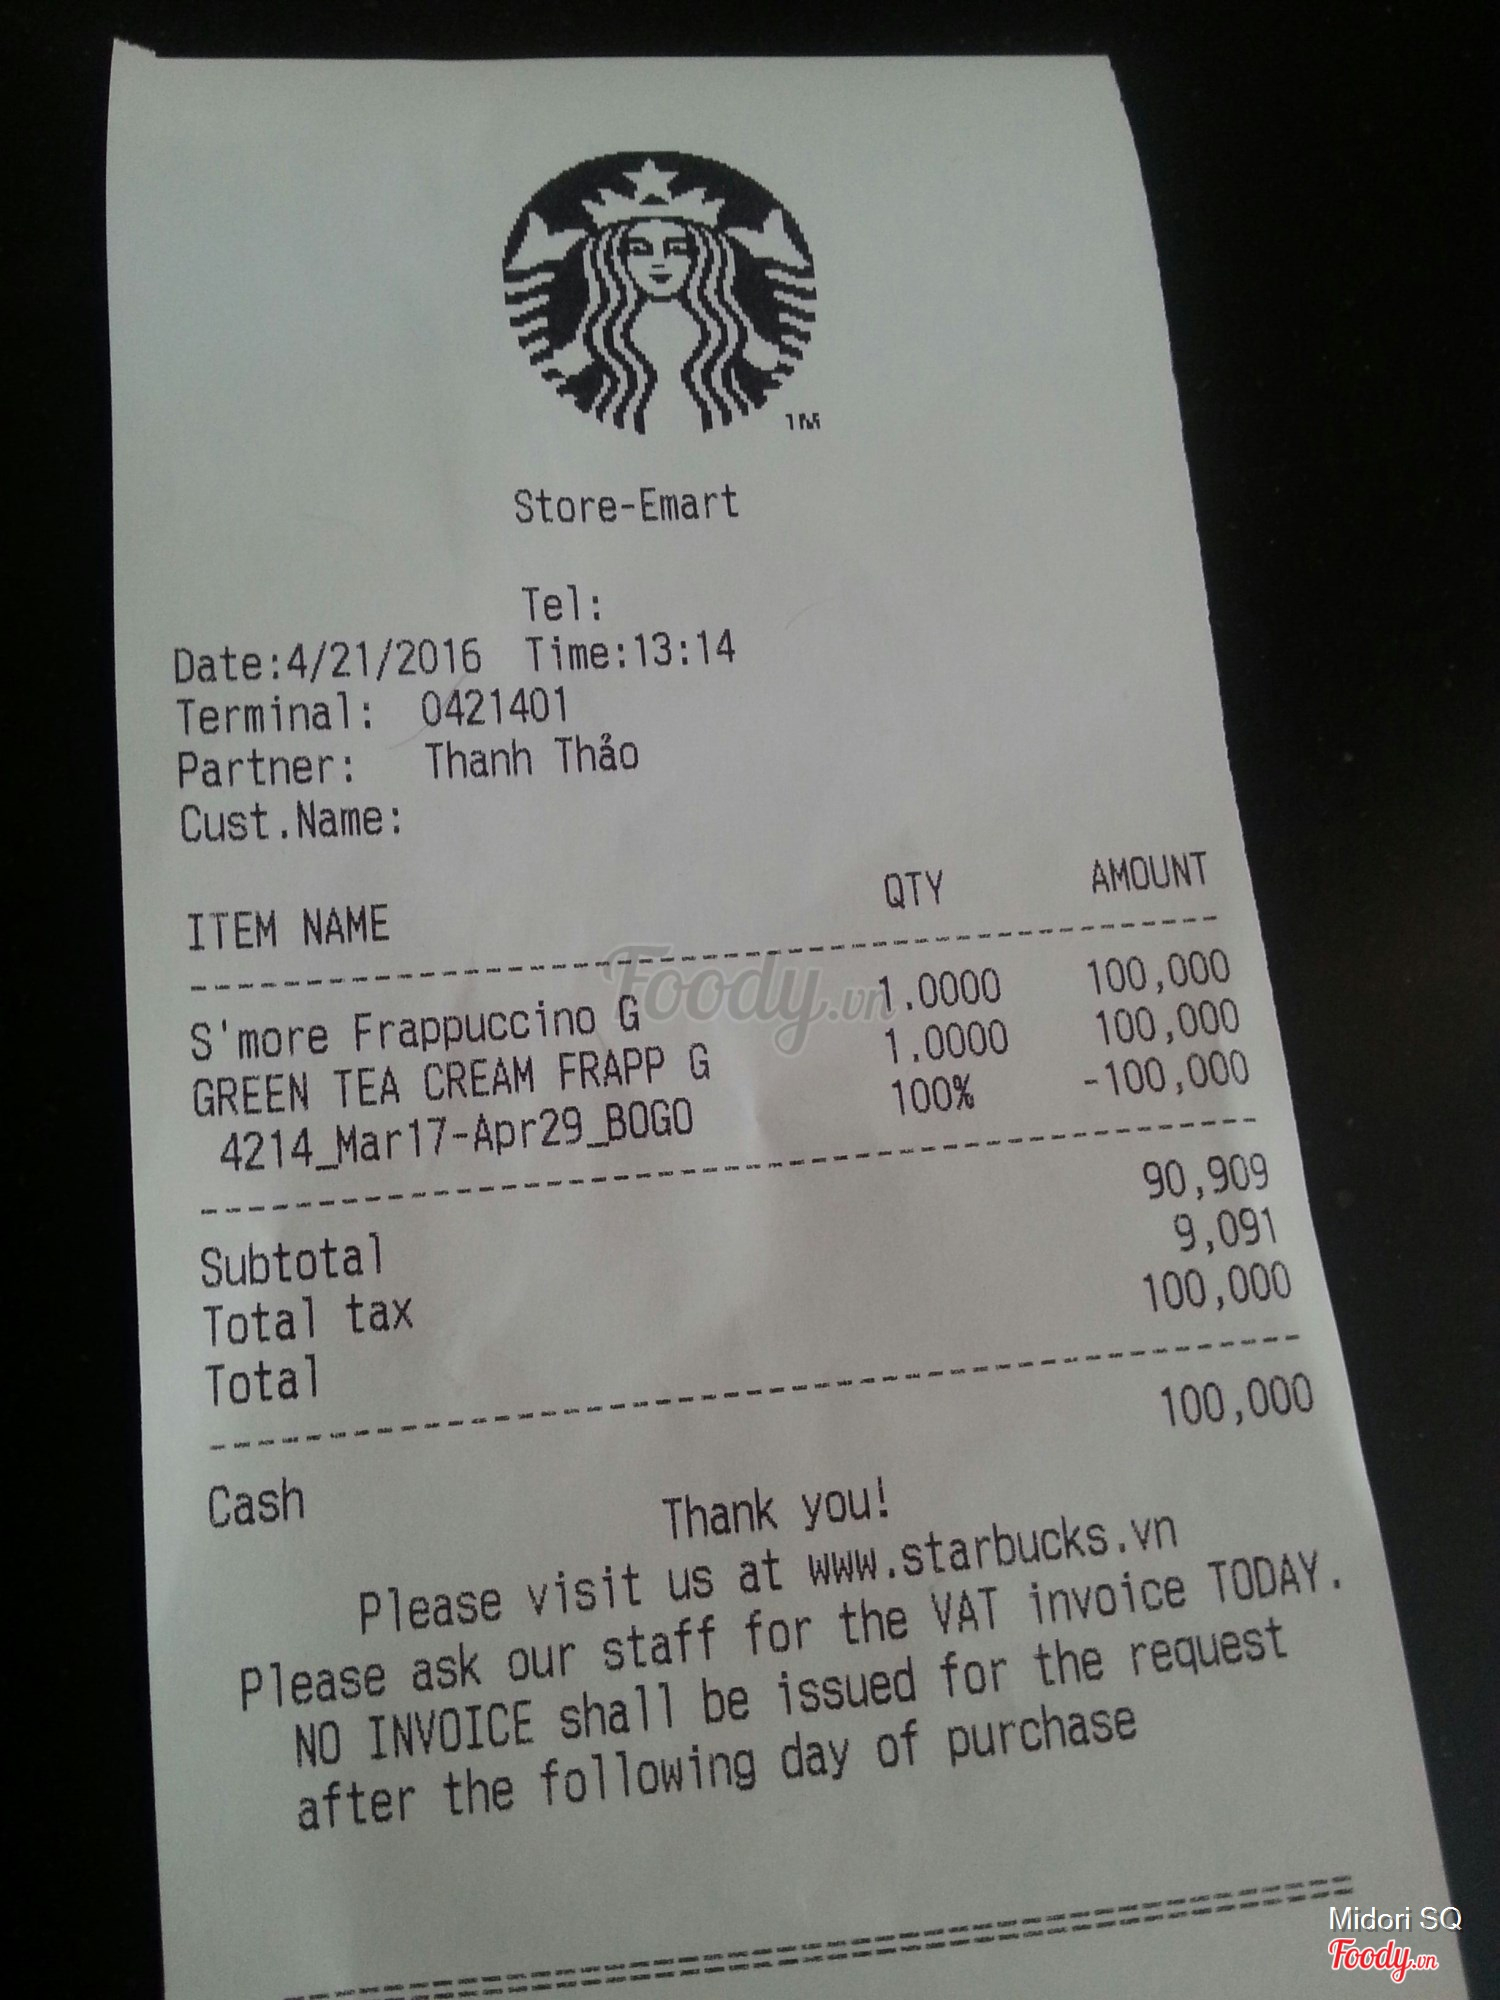 TM
Store-Emart
Tel:
Date:4/21/2016 Time:13:14
Terminal: 0421401
Partner: Thanh Thảo
Cust.Name:
ITEM NAME QTY AMOUNT
S'more Frappuccino G 1.0000 100,000
GREEN TEA CREAM FRAPP G 1.0000 100,000
4214_Mar17-Apr29_BOGO 100% -100,000
Subtotal 90,909
Total tax 9,091
Total 100,000
Cash 100,000
Thank you!
Please visit us at www.starbucks.vn
Please ask our staff for the VAT invoice TODAY.
NO INVOICE shall be issued for the request
after the following day of purchase
Foody.vn
Midori SQ
Foody.vn